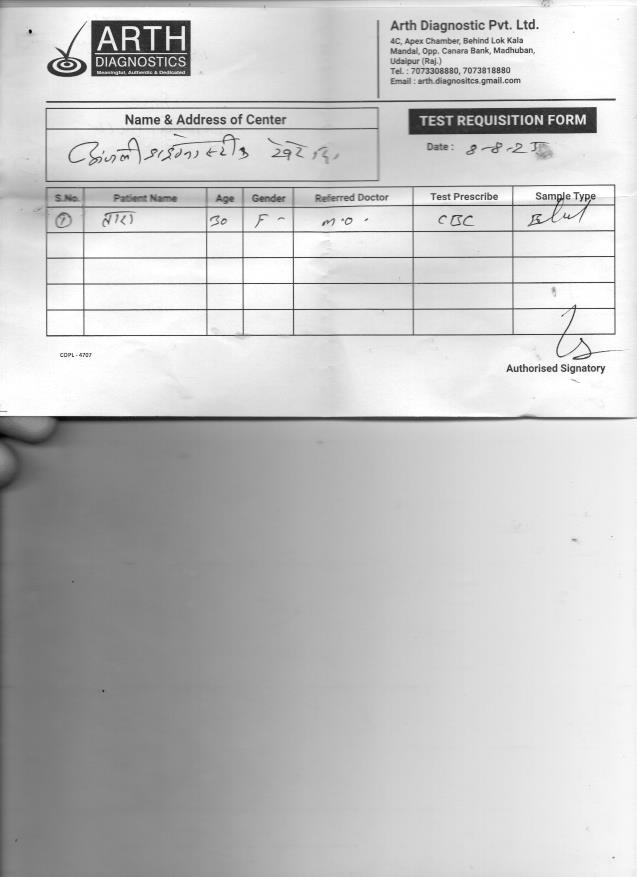 ARTH
DIAGNOSTICS
Meaningful, Authentic & Dedicated
Arth Diagnostic Pvt. Ltd.
4C, Apex Chamber, Behind Lok Kala
Mandal, Opp. Canara Bank, Madhuban,
Udaipur (Raj.)
Tel. : 7073308880, 7073818880
Email : arth.diagnositcs.gmail.com
Name & Address of Center
TEST REQUISITION FORM
Date : 8-8-2
S.No. Patient Name Age Gender Referred Doctor Test Prescribe Sample Type
1 30 F M.O. CBC
CDPL - 4707
Authorised Signatory